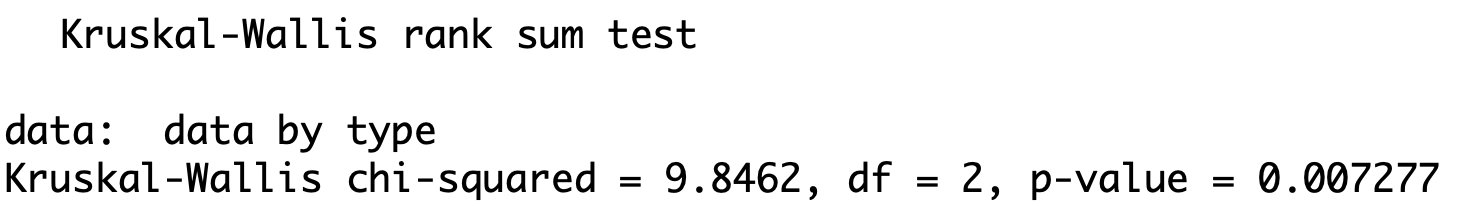 Kruskal-Wallis rank sum test
data:  data by type
Kruskal-Wallis chi-squared = 9.8462, df = 2, p-value = 0.007277